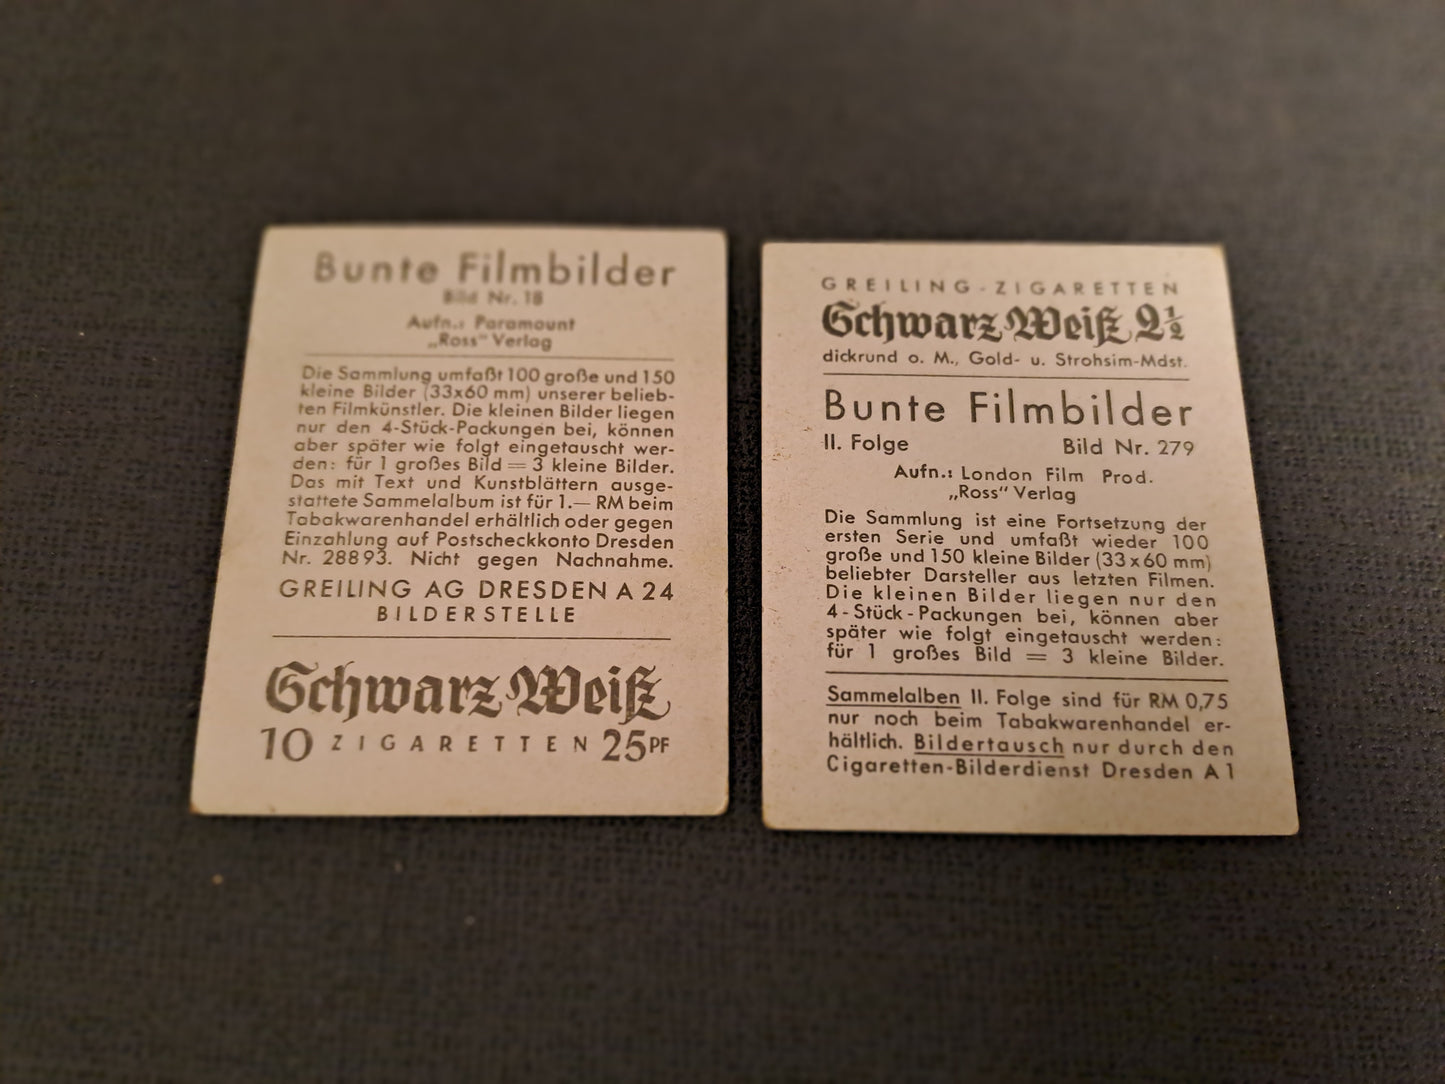 Bunte Filmbilder
Bild Nr. 18
Aufn.: Paramount
„Ross" Verlag
Die Sammlung umfaßt 100 große und 150
kleine Bilder (33x60 mm) unserer belieb-
ten Filmkünstler. Die kleinen Bilder liegen
nur den 4-Stück-Packungen bei, können
aber später wie folgt eingetauscht wer-
den: für 1 großes Bild = 3 kleine Bilder.
Das mit Text und Kunstblättern ausge-
stattete Sammelalbum ist für 1.— RM beim
Tabakwarenhandel erhältlich oder gegen
Einzahlung auf Postscheckkonto Dresden
Nr. 28893. Nicht gegen Nachnahme.
GREILING AG DRESDEN A 24
BILDERSTELLE
Schwarz-Weiß
10 ZIGARETTEN 25 PF
GREILING-ZIGARETTEN
Schwarz-Weiß 2½
dickrund o. M., Gold- u. Strohsim-Mdst.
Bunte Filmbilder
II. Folge Bild Nr. 279
Aufn.: London Film Prod.
„Ross" Verlag
Die Sammlung ist eine Fortsetzung der
ersten Serie und umfaßt wieder 100
große und 150 kleine Bilder (33x60 mm)
beliebter Darsteller aus letzten Filmen.
Die kleinen Bilder liegen nur den
4-Stück-Packungen bei, können aber
später wie folgt eingetauscht werden:
für 1 großes Bild = 3 kleine Bilder.
Sammelalben II. Folge sind für RM 0,75
nur noch beim Tabakwarenhandel er-
hältlich. Bildertausch nur durch den
Cigaretten-Bilderdienst Dresden A 1